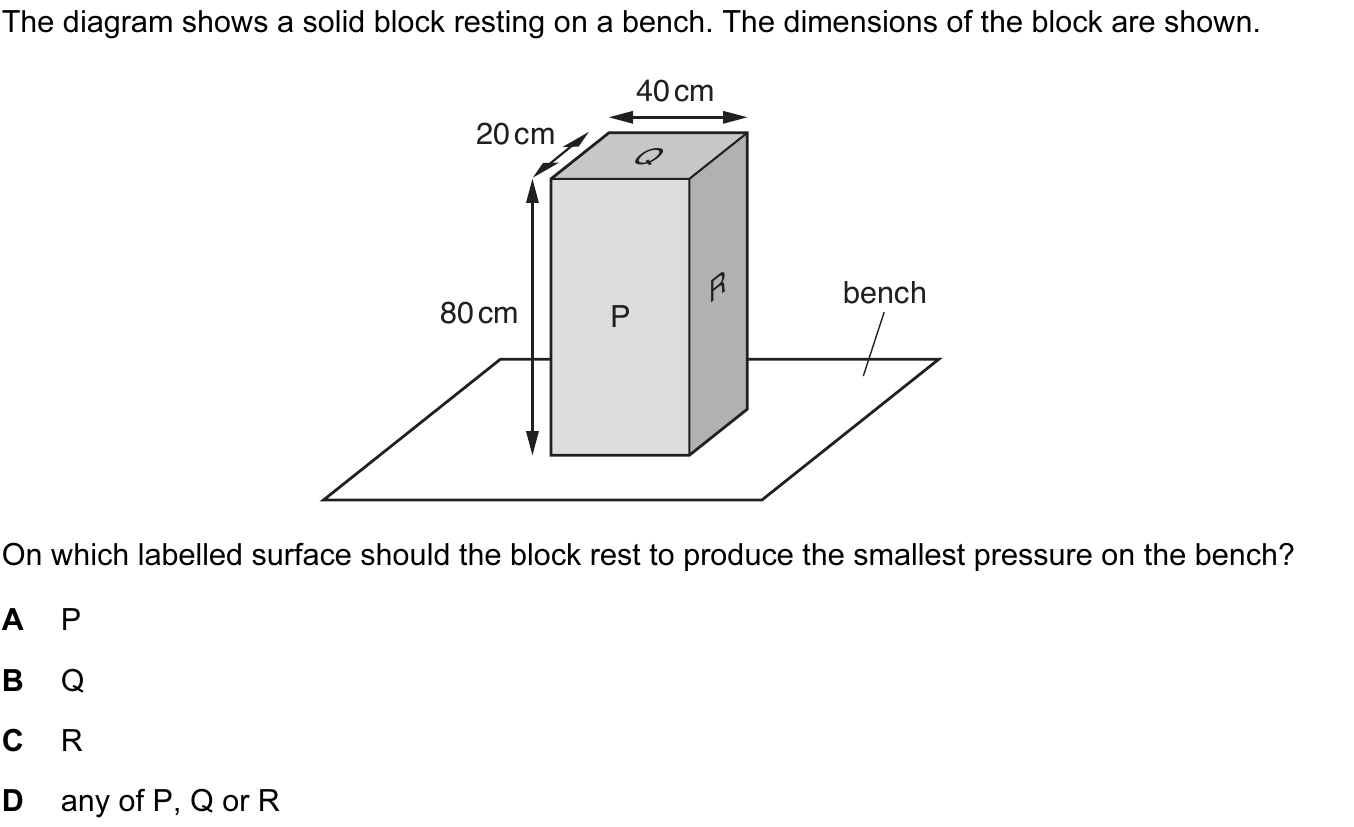 The diagram shows a solid block resting on a bench. The dimensions of the block are shown.
40 cm
20 cm
Q
80 cm
P
R
bench
On which labelled surface should the block rest to produce the smallest pressure on the bench?
A P
B Q
C R
D any of P, Q or R